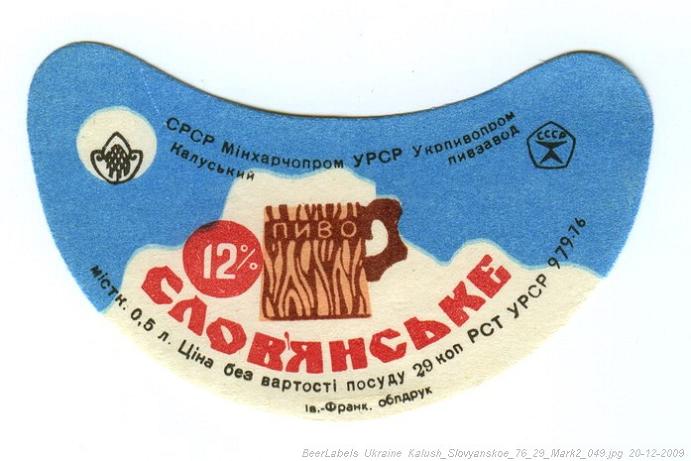 СРСР Мінхарчопром УРСР Укрпивопром
Калуський пивзавод
СССР
ПИВО
12%
СЛОВ'ЯНСЬКЕ
містк. 0,5 л. Ціна без вартості посуду 29 коп РСТ УРСР 979-76
Ів.-Франк. облдрук
BeerLabels Ukraine Kalush_Slovyanskoe_76_29_Mark2_049.jpg 20-12-2009